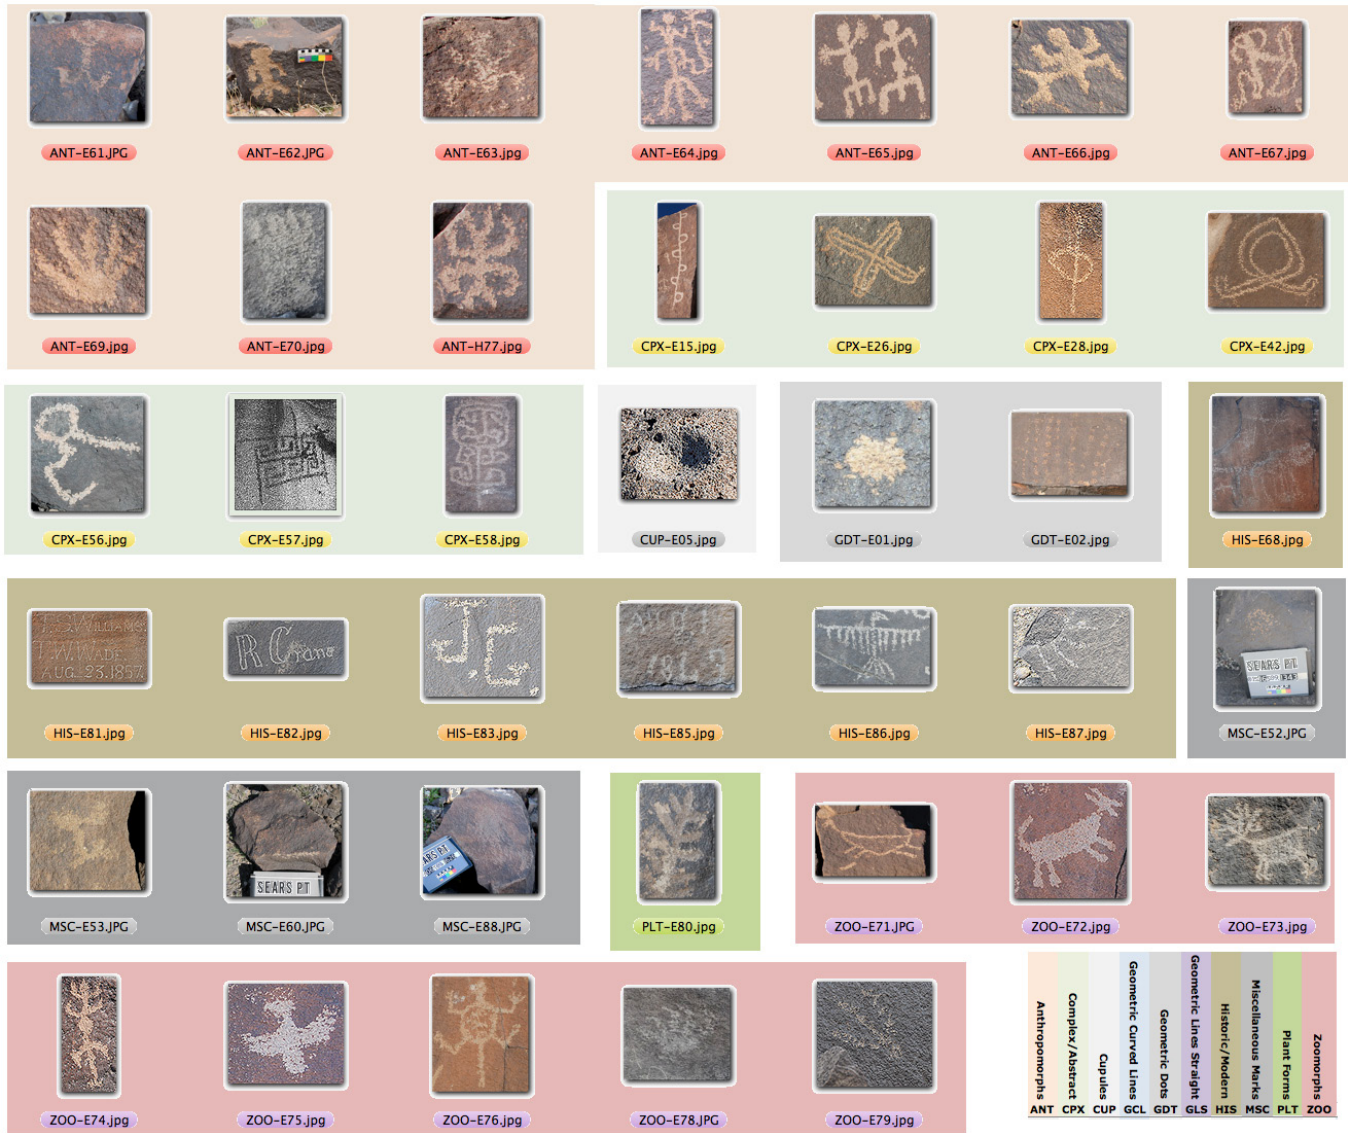 ANT-E61.JPG
ANT-E62.JPG
ANT-E63.jpg
ANT-E64.jpg
ANT-E65.jpg
ANT-E66.jpg
ANT-E67.jpg
ANT-E69.jpg
ANT-E70.jpg
ANT-H77.jpg
CPX-E15.jpg
CPX-E26.jpg
CPX-E28.jpg
CPX-E42.jpg
CPX-E56.jpg
CPX-E57.jpg
CPX-E58.jpg
CUP-E05.jpg
GDT-E01.jpg
GDT-E02.jpg
HIS-E68.jpg
T.S.WILLIAMS.
T.W.WADE
AUG. 23.1857
R Crane
J.C
1863
HIS-E81.jpg
HIS-E82.jpg
HIS-E83.jpg
HIS-E85.jpg
HIS-E86.jpg
HIS-E87.jpg
SEARS PT
343
MSC-E52.JPG
SEARS PT
ARS PT
MSC-E53.JPG
MSC-E60.JPG
MSC-E88.JPG
PLT-E80.jpg
ZOO-E71.JPG
ZOO-E72.jpg
ZOO-E73.jpg
ZOO-E74.jpg
ZOO-E75.jpg
ZOO-E76.jpg
ZOO-E78.JPG
ZOO-E79.jpg
Anthropomorphs
Complex/Abstract
Cupules
Geometric Curved Lines
Geometric Dots
Geometric Lines Straight
Historic/Modern
Miscellaneous Marks
Plant Forms
Zoomorphs
ANT CPX CUP GCL GDT GLS HIS MSC PLT ZOO